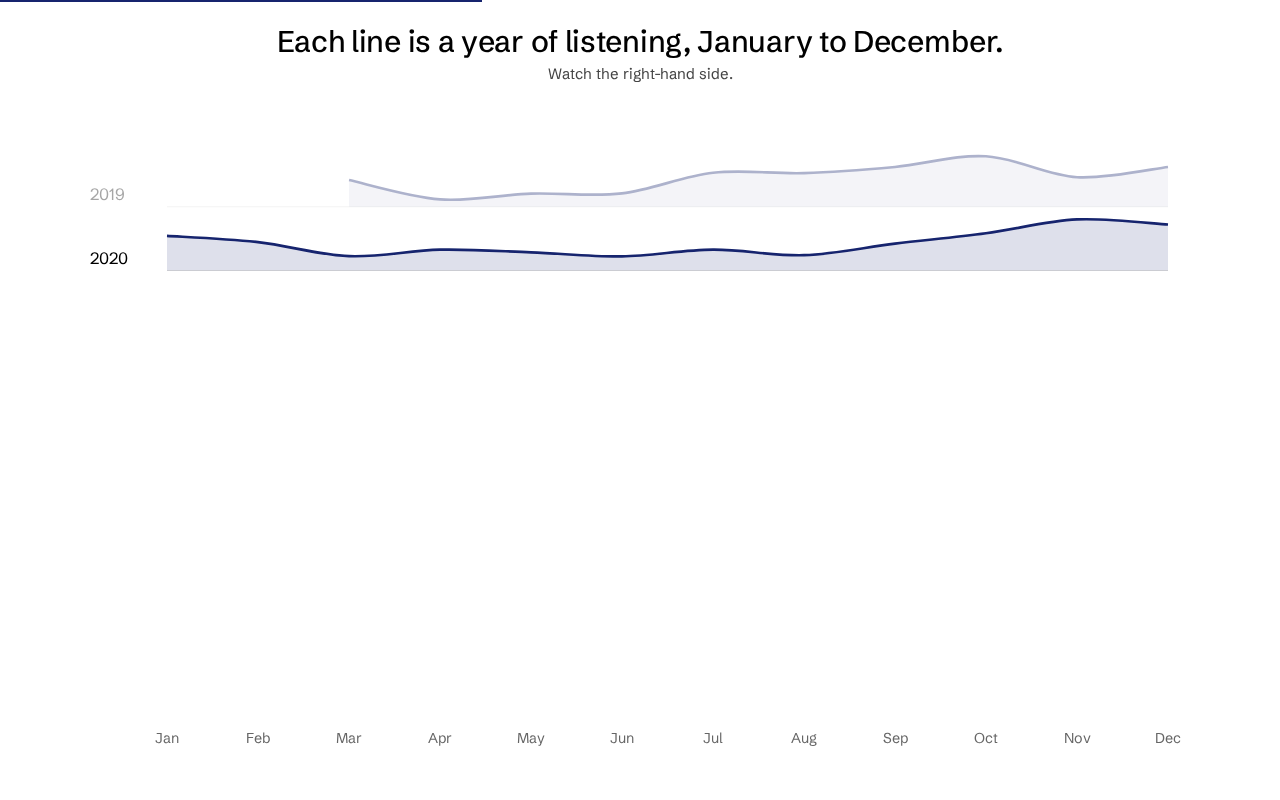 Each line is a year of listening, January to December.
Watch the right-hand side.
2019
2020
Jan Feb Mar Apr May Jun Jul Aug Sep Oct Nov Dec